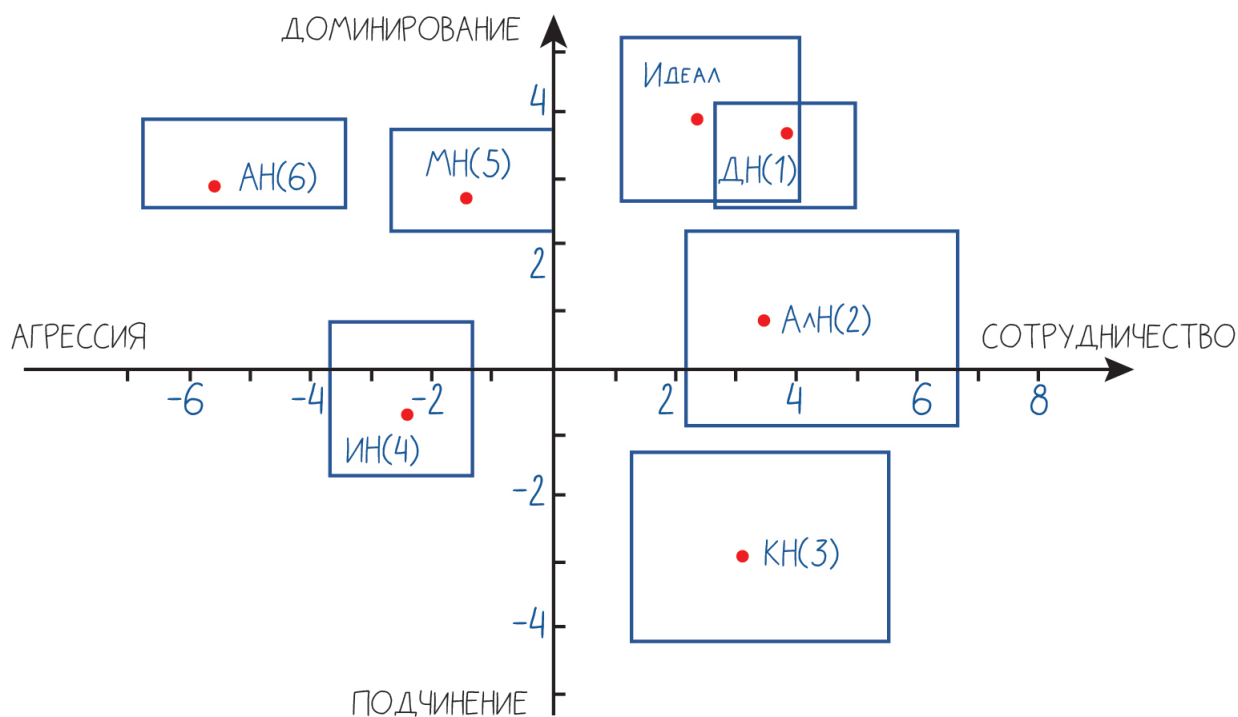 ДОМИНИРОВАНИЕ
ИДЕАЛ
4
ДН(1)
МН(5)
АН(6)
2
АлН(2)
АГРЕССИЯ
СОТРУДНИЧЕСТВО
-6 -4 -2 2 4 6 8
ИН(4)
-2
КН(3)
-4
ПОДЧИНЕНИЕ